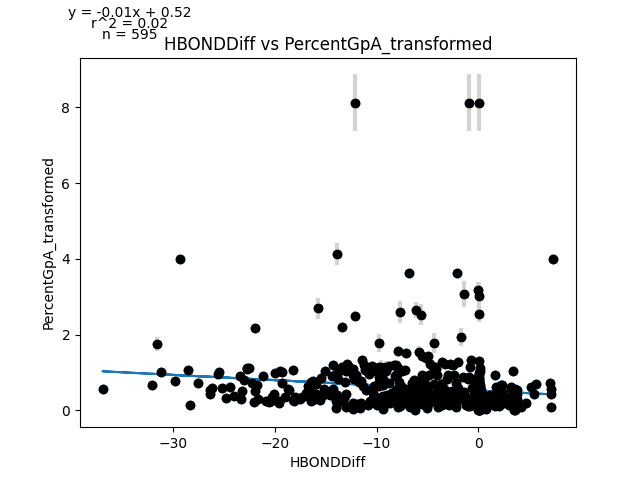 y = -0.01x + 0.52
r^2 = 0.02
n = 595
HBONDDiff vs PercentGpA_transformed
PercentGpA_transformed
8
6
4
2
0
−30
−20
−10
0
HBONDDiff